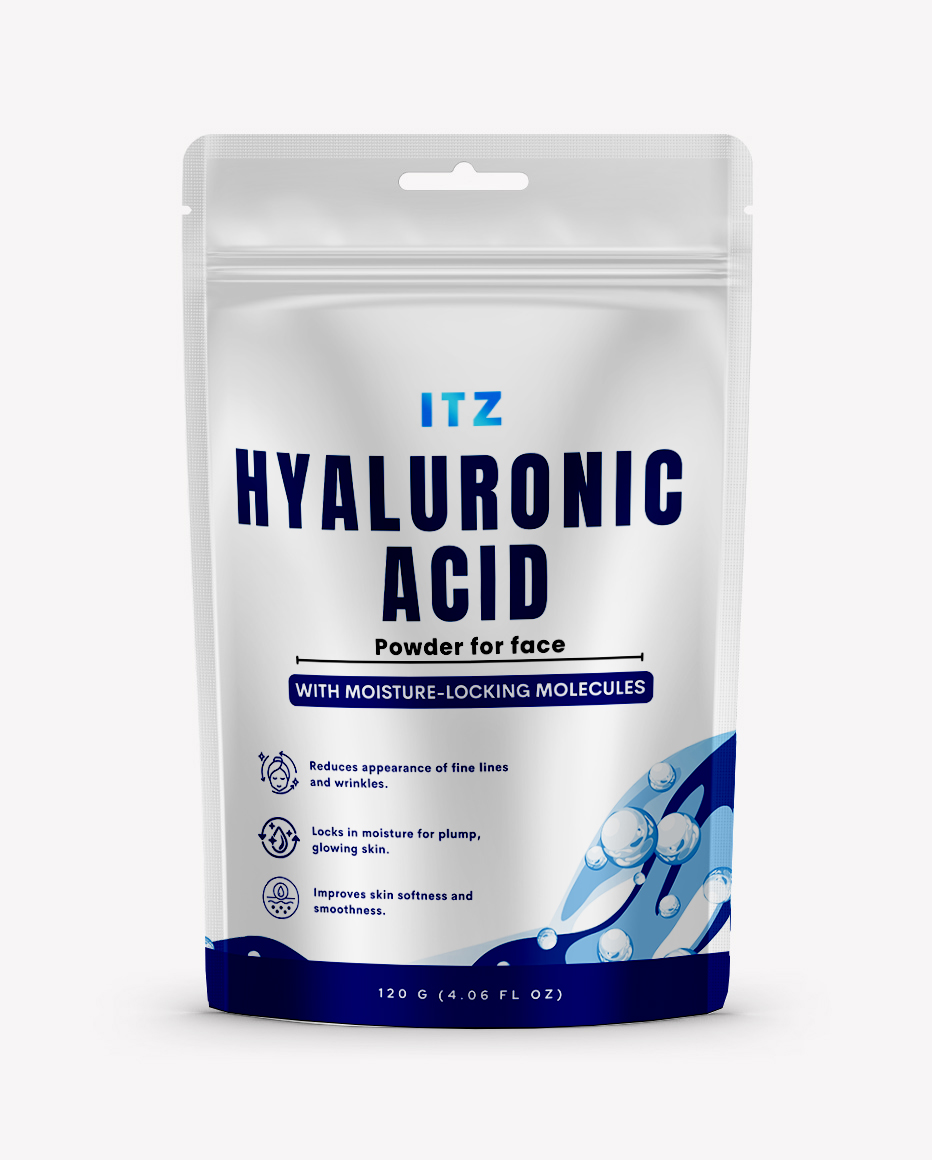 ITZ
HYALURONIC
ACID
Powder for face
WITH MOISTURE-LOCKING MOLECULES
Reduces appearance of fine lines
and wrinkles.
Locks in moisture for plump,
glowing skin.
Improves skin softness and
smoothness.
120 G (4.06 FL OZ)